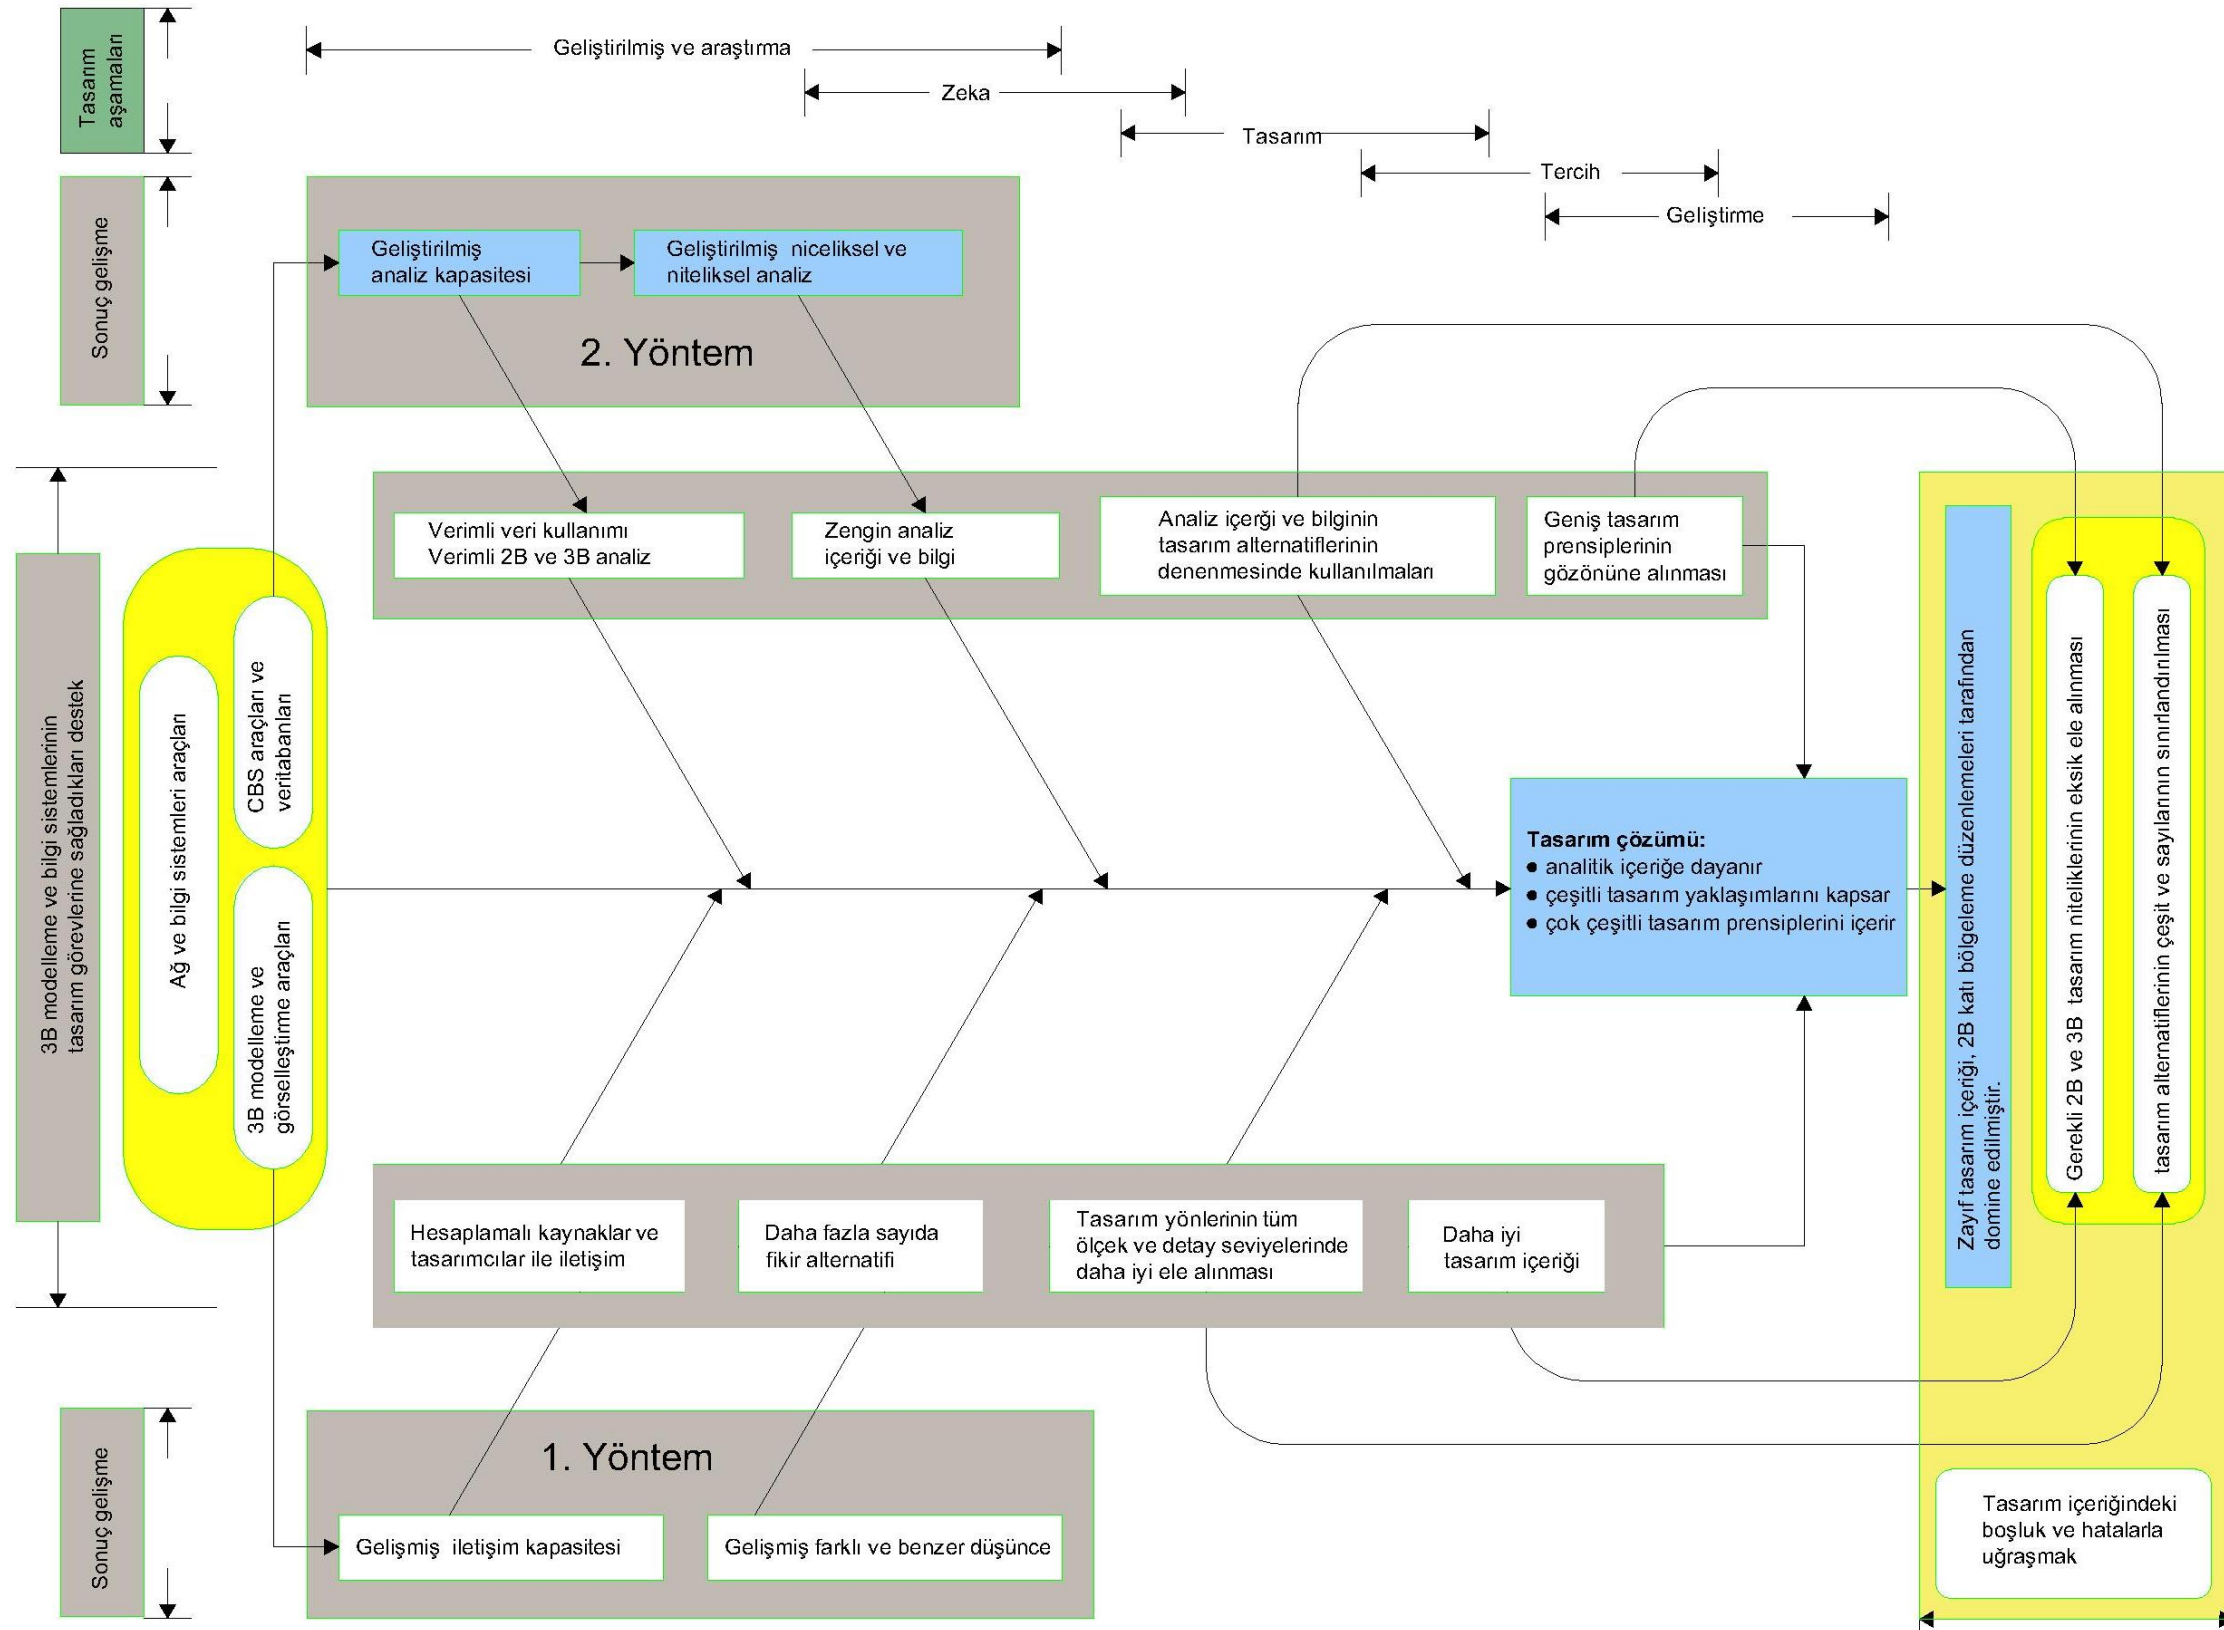 Tasarım
aşamaları
Geliştirilmiş ve araştırma
Zeka
Tasarım
Tercih
Geliştirme
Sonuç gelişme
Geliştirilmiş
analiz kapasitesi
Geliştirilmiş niceliksel ve
niteliksel analiz
2. Yöntem
3B modelleme ve bilgi sistemlerinin
tasarım görevlerine sağladıkları destek
Ağ ve bilgi sistemleri araçları
CBS araçları ve
veritabanları
3B modelleme ve
görselleştirme araçları
Verimli veri kullanımı
Verimli 2B ve 3B analiz
Zengin analiz
içeriği ve bilgi
Analiz içerği ve bilginin
tasarım alternatiflerinin
denenmesinde kullanılmaları
Geniş tasarım
prensiplerinin
gözönüne alınması
Tasarım çözümü:
● analitik içeriğe dayanır
● çeşitli tasarım yaklaşımlarını kapsar
● çok çeşitli tasarım prensiplerini içerir
Zayıf tasarım içeriği, 2B katı bölgeleme düzenlemeleri tarafından
domine edilmiştir.
Gerekli 2B ve 3B tasarım niteliklerinin eksik ele alınması
tasarım alternatiflerinin çeşit ve sayılarının sınırlandırılması
Hesaplamalı kaynaklar ve
tasarımcılar ile iletişim
Daha fazla sayıda
fikir alternatifi
Tasarım yönlerinin tüm
ölçek ve detay seviyelerinde
daha iyi ele alınması
Daha iyi
tasarım içeriği
Sonuç gelişme
1. Yöntem
Gelişmiş iletişim kapasitesi
Gelişmiş farklı ve benzer düşünce
Tasarım içeriğindeki
boşluk ve hatalarla
uğraşmak